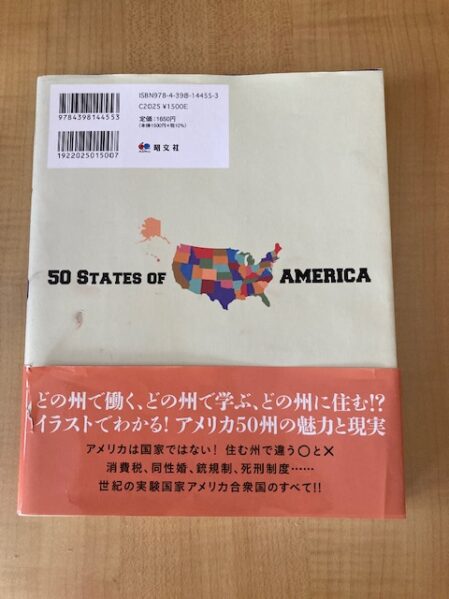 ISBN978-4-398-14455-3
C2025 ¥1500E
定価:1650円
(本体1500円+税10%)
9784398144553
1922025015007
昭文社
50 STATES OF AMERICA
どの州で働く、どの州で学ぶ、どの州に住む!?
イラストでわかる! アメリカ50州の魅力と現実
アメリカは国家ではない! 住む州で違う〇と×
消費税、同性婚、銃規制、死刑制度……
世紀の実験国家アメリカ合衆国のすべて!!